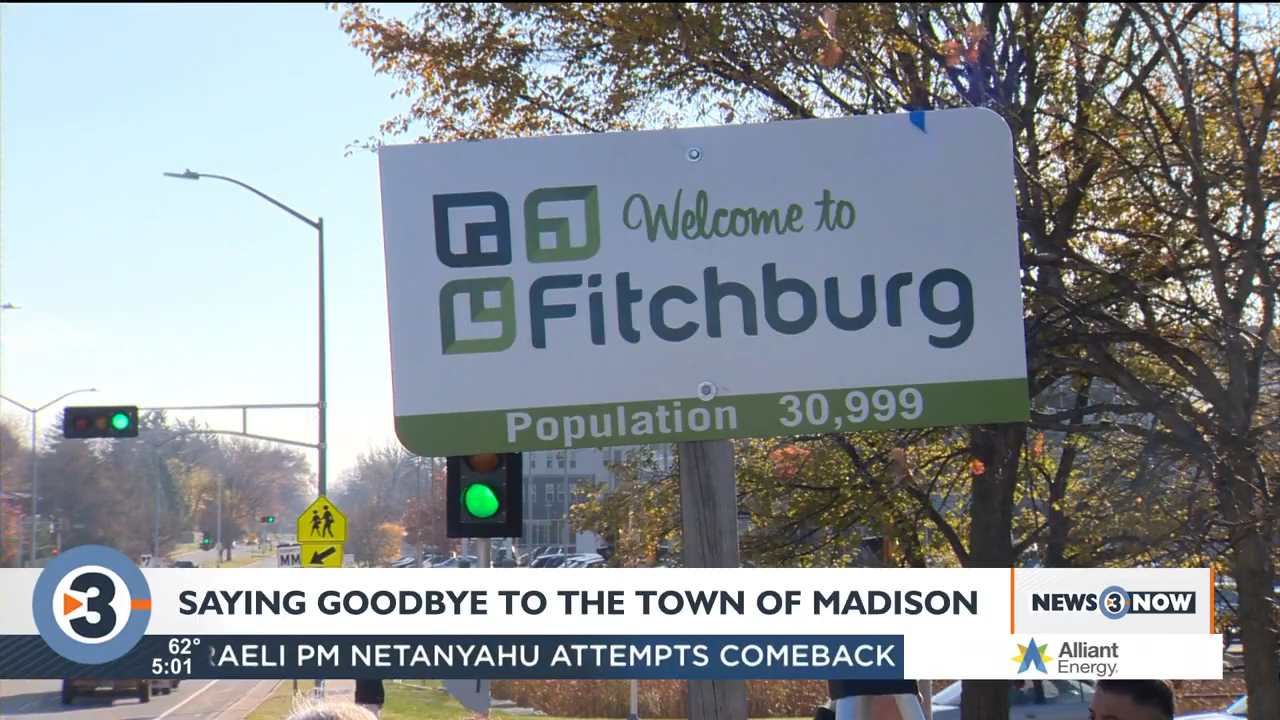 Welcome to
Fitchburg
Population 30,999
MM
3
SAYING GOODBYE TO THE TOWN OF MADISON
NEWS 3 NOW
62°
5:01
RAELI PM NETANYAHU ATTEMPTS COMEBACK
Alliant
Energy